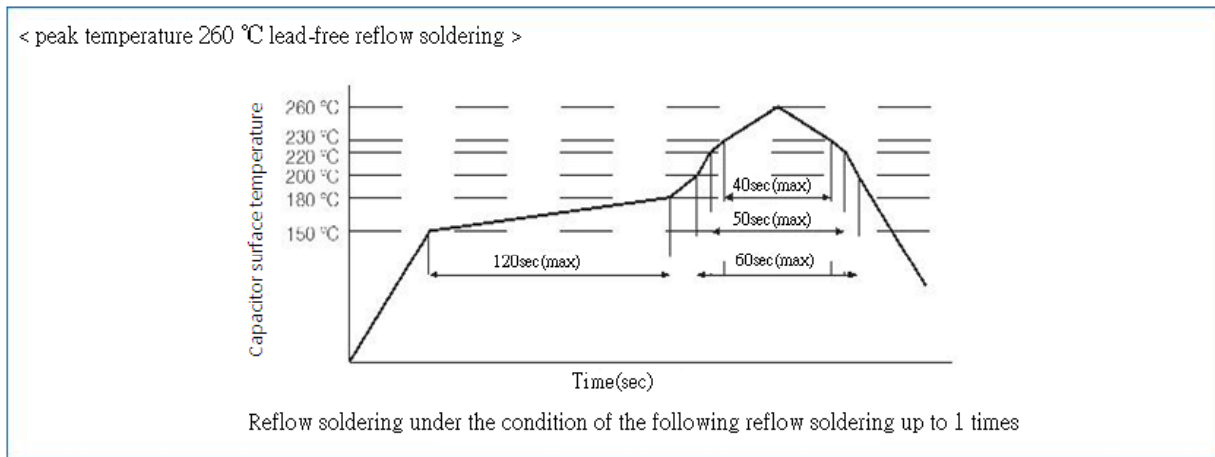 < peak temperature 260 ℃ lead-free reflow soldering >
Capacitor surface temperature
260 ℃
230 ℃
220 ℃
200 ℃
180 ℃
150 ℃
40sec(max)
50sec(max)
120sec(max)
60sec(max)
Time(sec)
Reflow soldering under the condition of the following reflow soldering up to 1 times